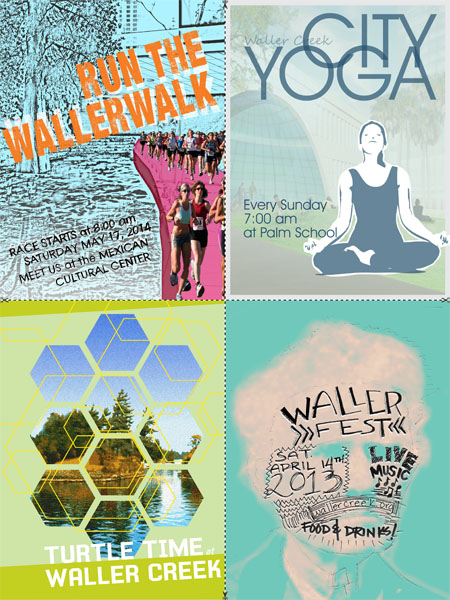 RUN THE
WALLERWALK
RACE STARTS at 8:00 am
SATURDAY MAY 17, 2014
MEET US at the MEXICAN
CULTURAL CENTER
Waller Creek
CITY
YOGA
Every Sunday
7:00 am
at Palm School
TURTLE TIME at
WALLER CREEK
WALLER
FEST
SAT.
APRIL 14TH
2013
LIVE
MUSIC
wallercreek.org
FOOD & DRINKS!